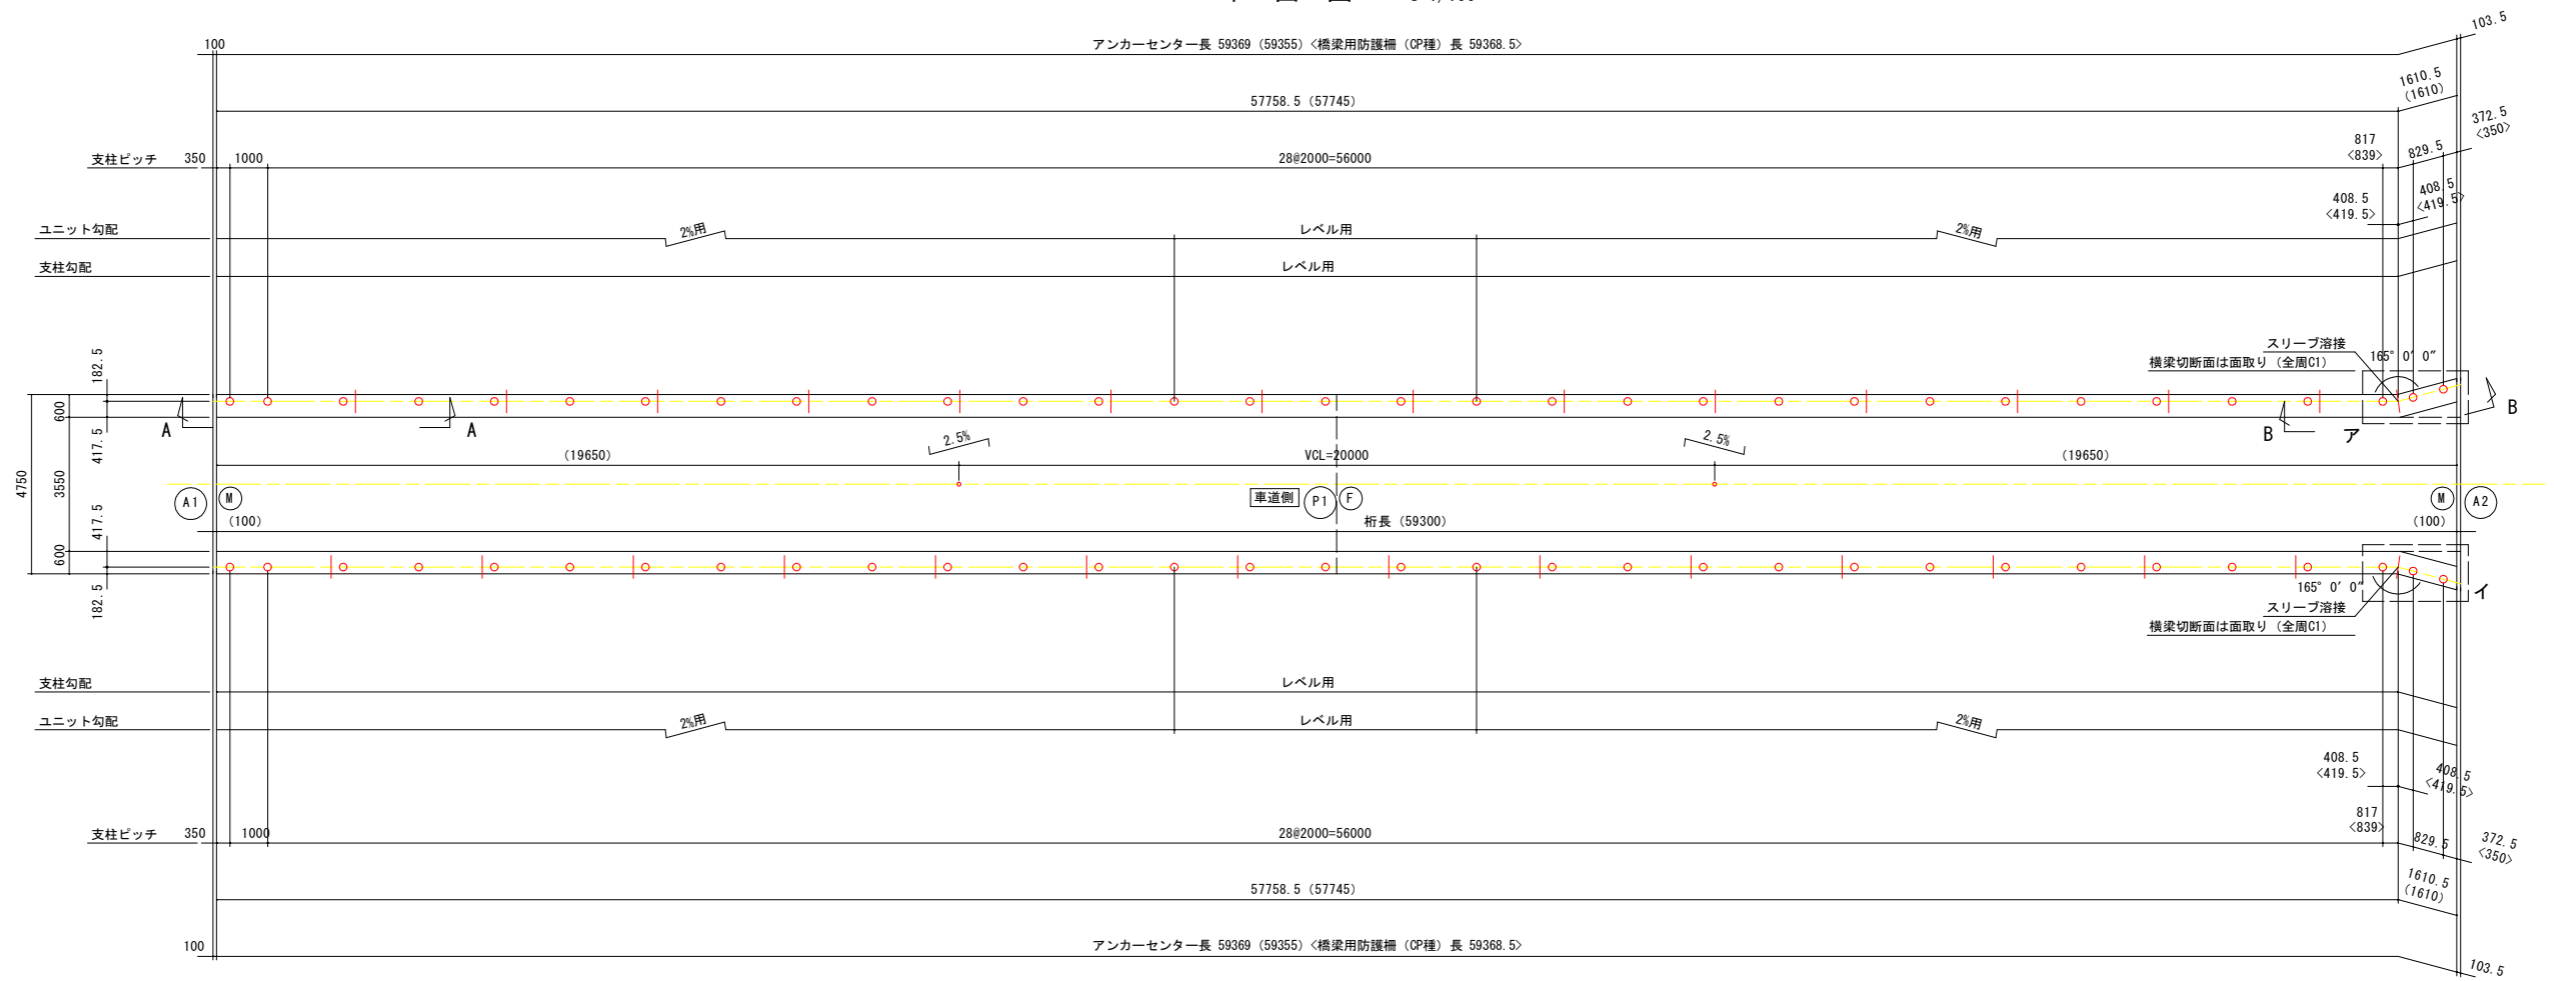 100
アンカーセンター長 59369 (59355) <橋梁用防護柵 (CP種) 長 59368.5>
103.5
57758.5 (57745)
1610.5
(1610)
支柱ピッチ 350 1000
28@2000=56000
817
<839>
829.5
372.5
<350>
408.5
<419.5>
408.5
<419.5>
ユニット勾配
2%用
レベル用
2%用
支柱勾配
レベル用
スリーブ溶接
横梁切断面は面取り (全周C1)
165° 0′ 0″
182.5
600
417.5
A
A
B
ア
B
4750
3550
(19650)
2.5%
VCL=20000
2.5%
(19650)
A1
M
車道側
P1
F
M
A2
(100)
桁長 (59300)
(100)
417.5
600
182.5
165° 0′ 0″
イ
スリーブ溶接
横梁切断面は面取り (全周C1)
支柱勾配
レベル用
ユニット勾配
2%用
レベル用
2%用
408.5
<419.5>
408.5
<419.5>
支柱ピッチ 350 1000
28@2000=56000
817
<839>
829.5
372.5
<350>
57758.5 (57745)
1610.5
(1610)
100
アンカーセンター長 59369 (59355) <橋梁用防護柵 (CP種) 長 59368.5>
103.5